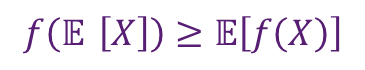 f(𝔼 [X]) ≥ 𝔼[f(X)]